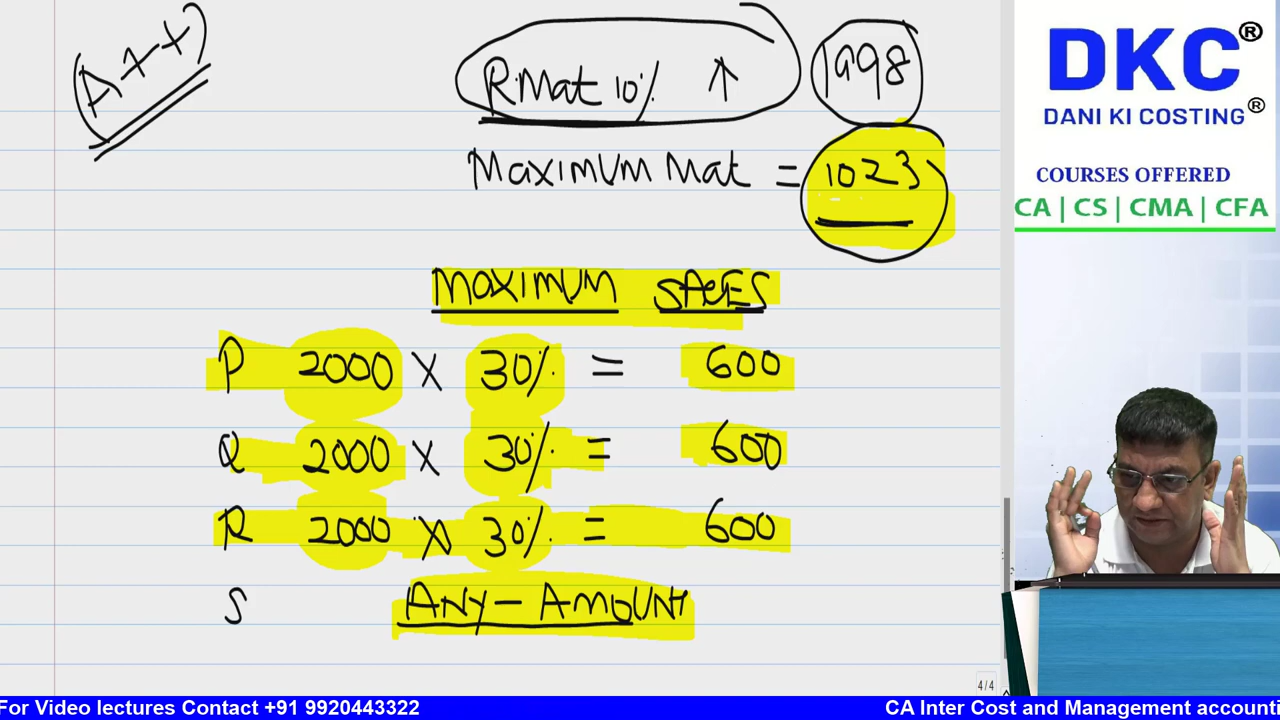 (A++)
R.Mat 10% ↑ 1998
MAXIMUM Mat = 1023
MAXIMUM SALES
P 2000 X 30% = 600
Q 2000 X 30% = 600
R 2000 X 30% = 600
S ANY - AMOUNT
4/4
DKC®
DANI KI COSTING®
COURSES OFFERED
CA | CS | CMA | CFA
For Video lectures Contact +91 9920443322
CA Inter Cost and Management accounti